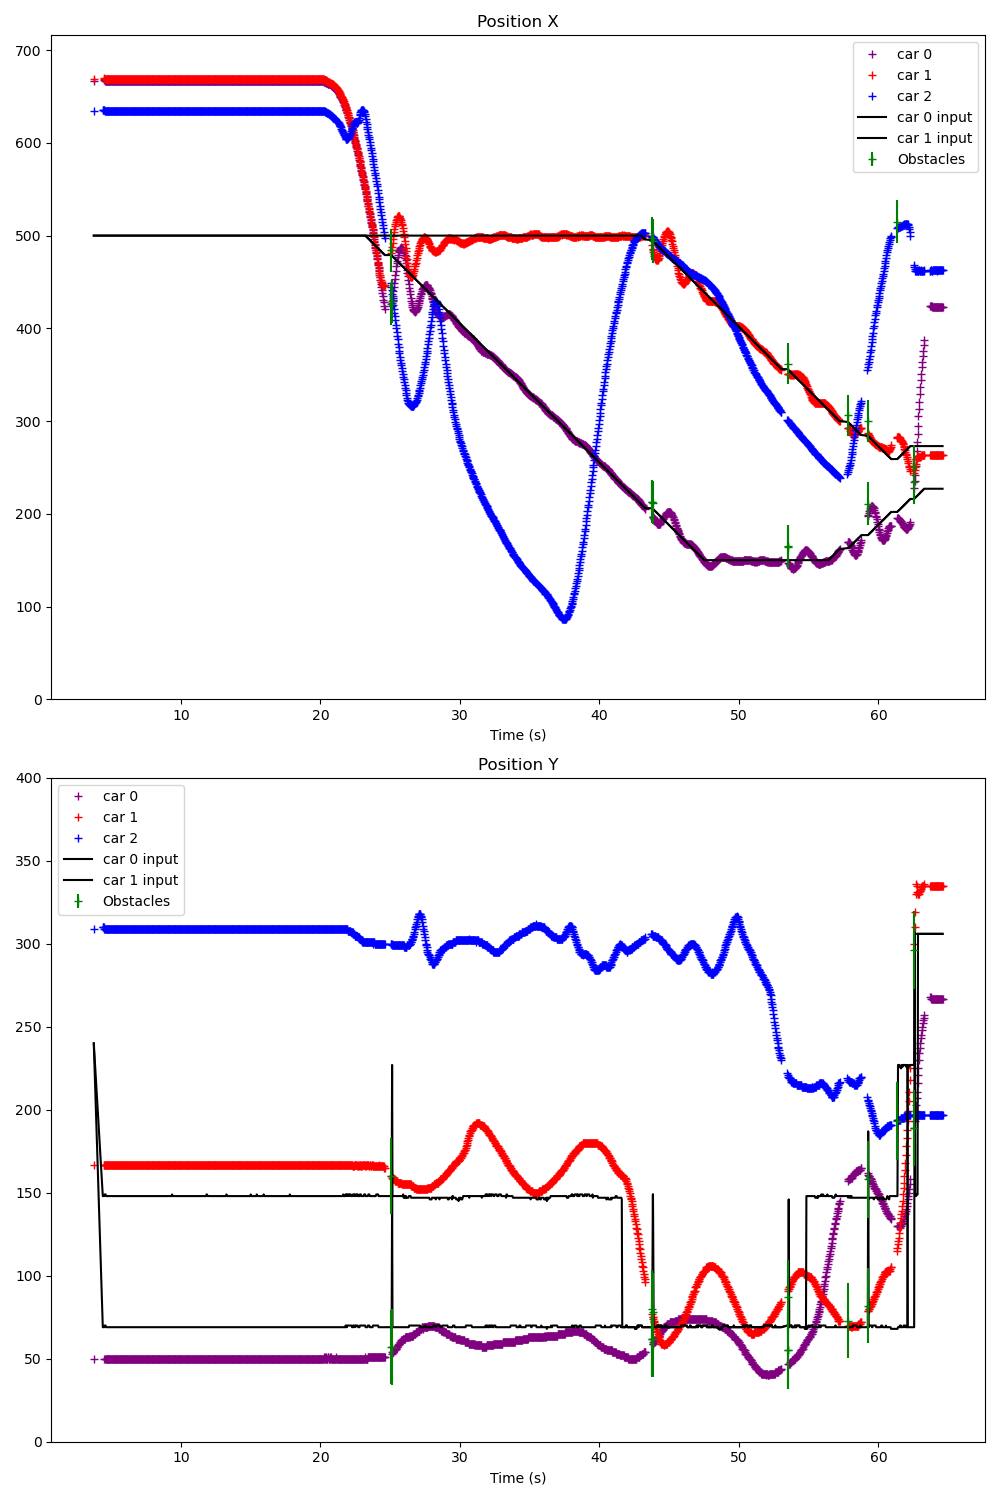 Position X
700
600
500
400
300
200
100
0
car 0
car 1
car 2
car 0 input
car 1 input
Obstacles
10 20 30 40 50 60
Time (s)
Position Y
400
350
300
250
200
150
100
50
0
car 0
car 1
car 2
car 0 input
car 1 input
Obstacles
10 20 30 40 50 60
Time (s)